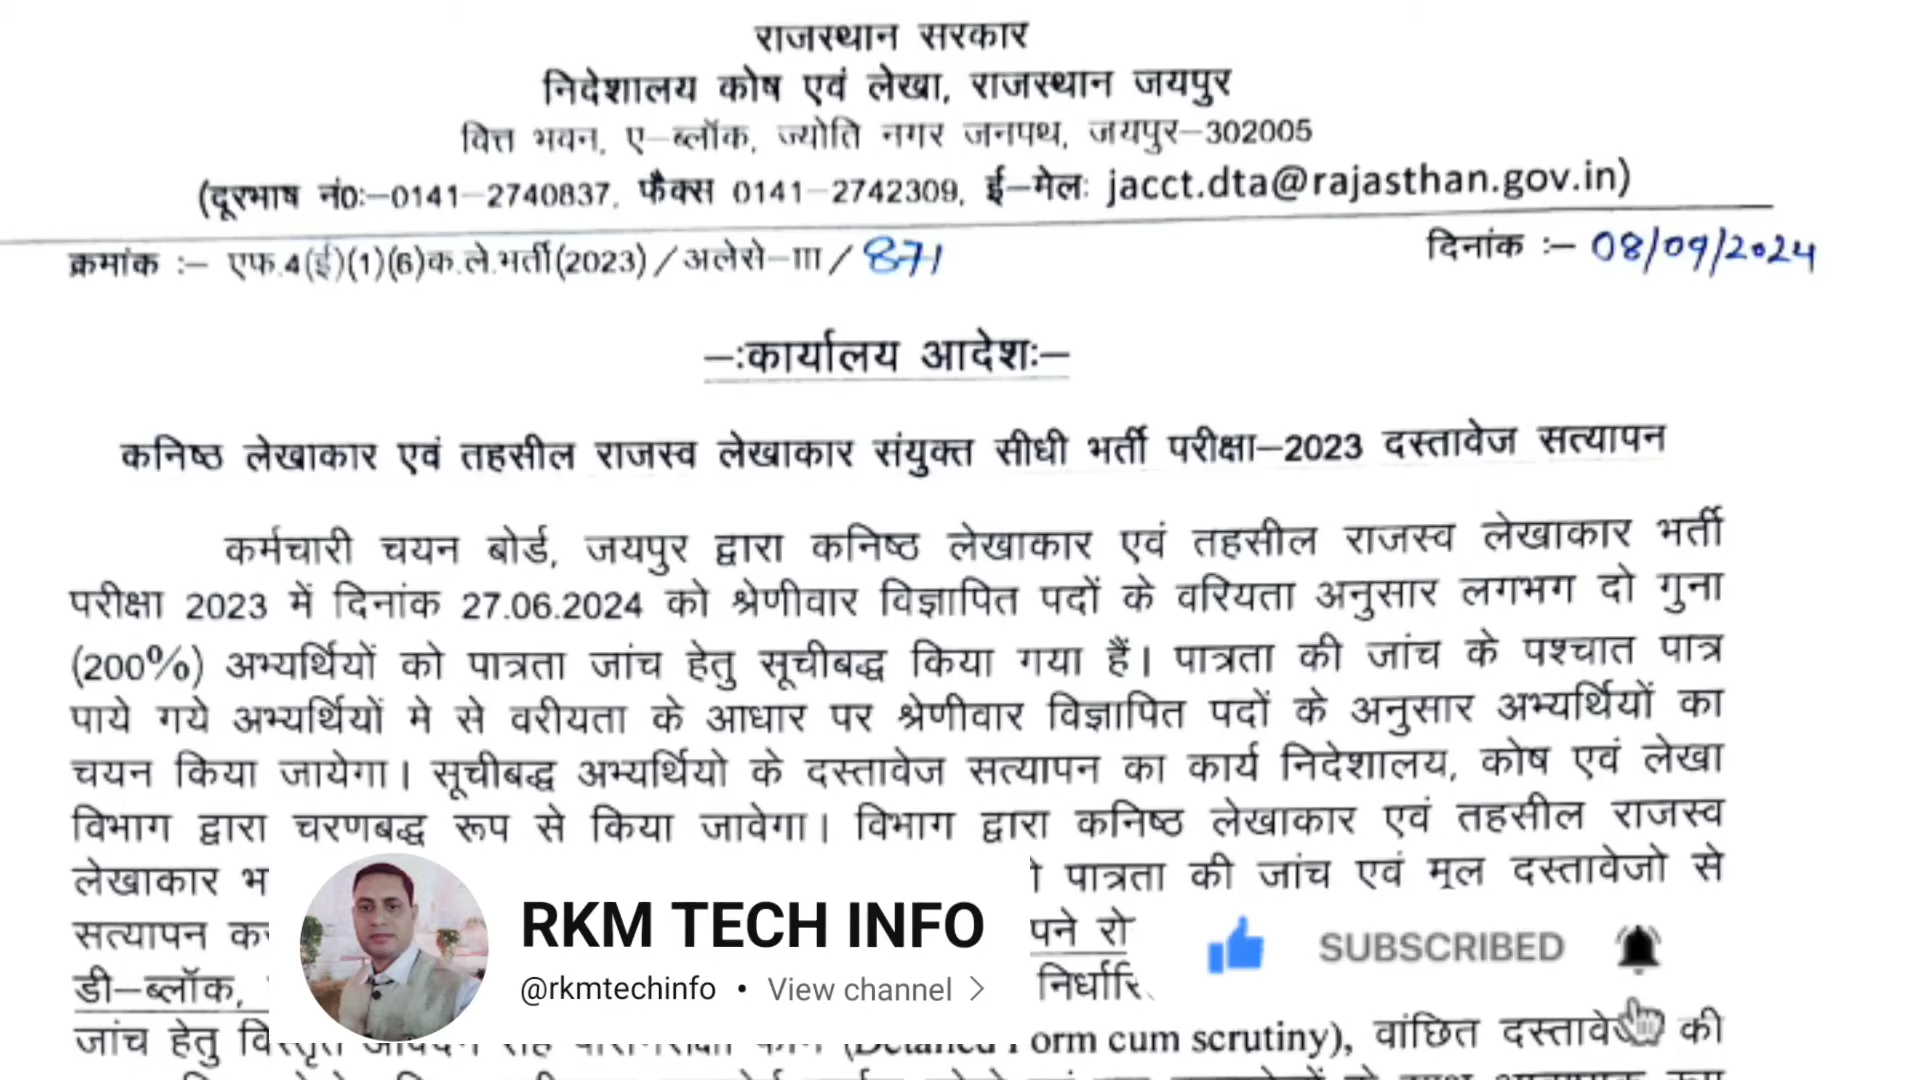 राजस्थान सरकार
निदेशालय कोष एवं लेखा, राजस्थान जयपुर
वित्त भवन, ए–ब्लॉक, ज्योति नगर जनपथ, जयपुर–302005
(दूरभाष नं0:–0141–2740837, फैक्स 0141–2742309, ई–मेलः jacct.dta@rajasthan.gov.in)
क्रमांक :– एफ.4(ई)(1)(6)क.ले.भर्ती(2023)/अलेसे–III/871 दिनांक :– 08/09/2024
–:कार्यालय आदेशः–
कनिष्ठ लेखाकार एवं तहसील राजस्व लेखाकार संयुक्त सीधी भर्ती परीक्षा–2023 दस्तावेज सत्यापन
कर्मचारी चयन बोर्ड, जयपुर द्वारा कनिष्ठ लेखाकार एवं तहसील राजस्व लेखाकार भर्ती
परीक्षा 2023 में दिनांक 27.06.2024 को श्रेणीवार विज्ञापित पदों के वरियता अनुसार लगभग दो गुना
(200%) अभ्यर्थियों को पात्रता जांच हेतु सूचीबद्ध किया गया हैं। पात्रता की जांच के पश्चात पात्र
पाये गये अभ्यर्थियों मे से वरीयता के आधार पर श्रेणीवार विज्ञापित पदों के अनुसार अभ्यर्थियों का
चयन किया जायेगा। सूचीबद्ध अभ्यर्थियो के दस्तावेज सत्यापन का कार्य निदेशालय, कोष एवं लेखा
विभाग द्वारा चरणबद्ध रूप से किया जावेगा। विभाग द्वारा कनिष्ठ लेखाकार एवं तहसील राजस्व
लेखाकार पात्रता की जांच एवं मूल दस्तावेजो से
सत्यापन
डी–ब्लॉक,
जांच हेतु cum scrutiny), वांछित की
RKM TECH INFO
@rkmtechinfo • View channel
SUBSCRIBED